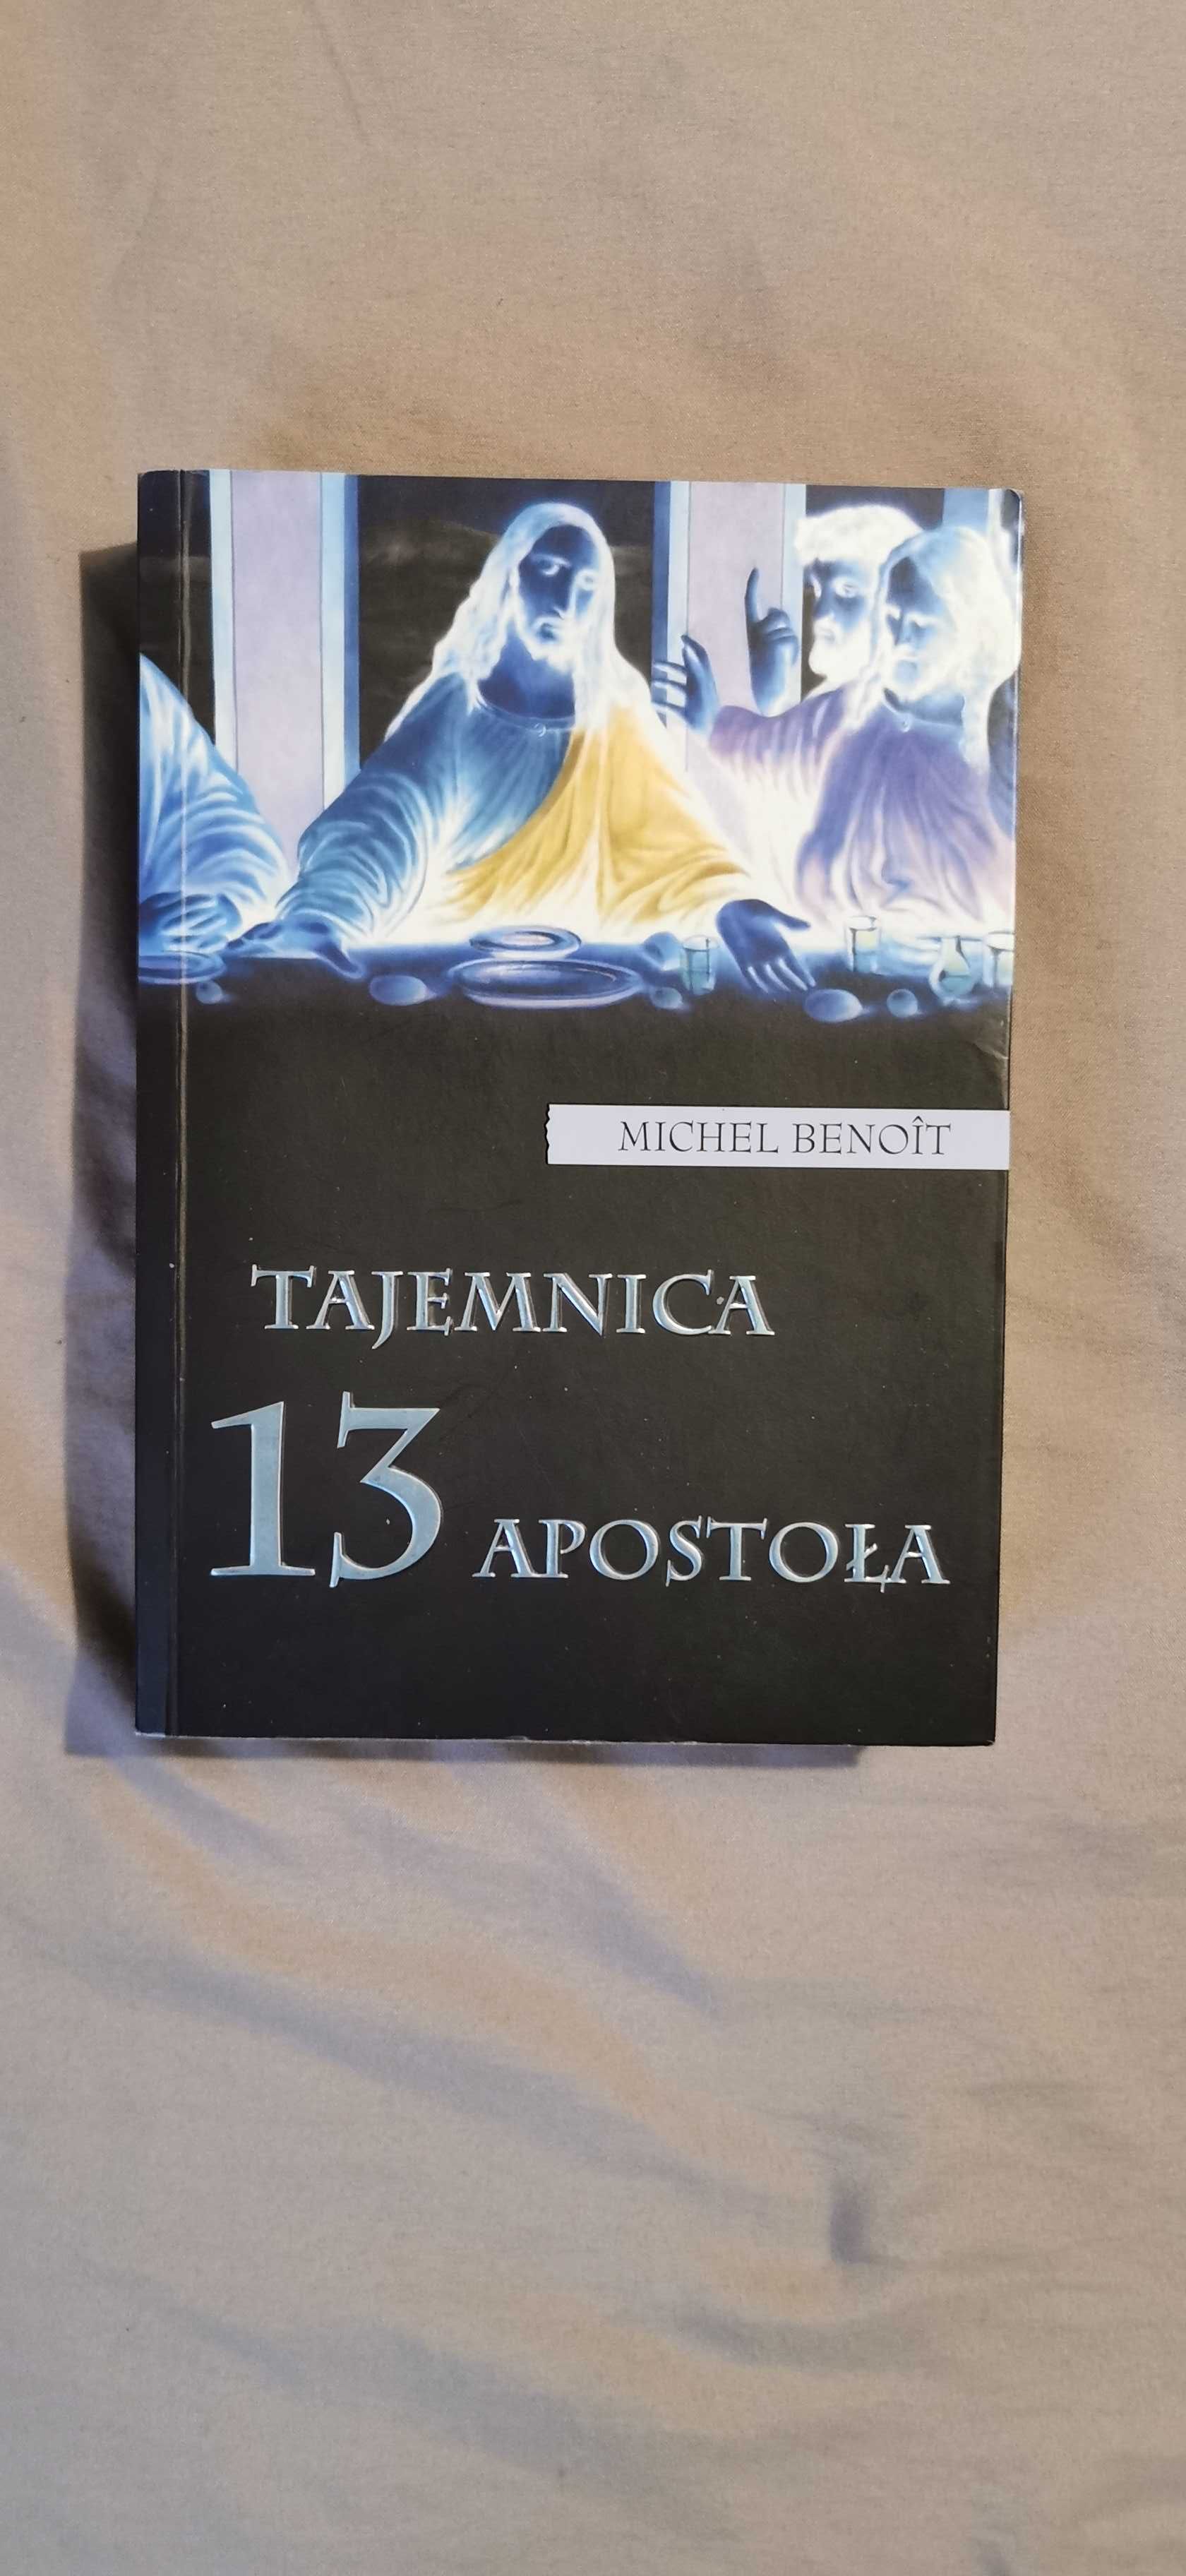 MICHEL BENOÎT
TAJEMNICA
13 APOSTOŁA